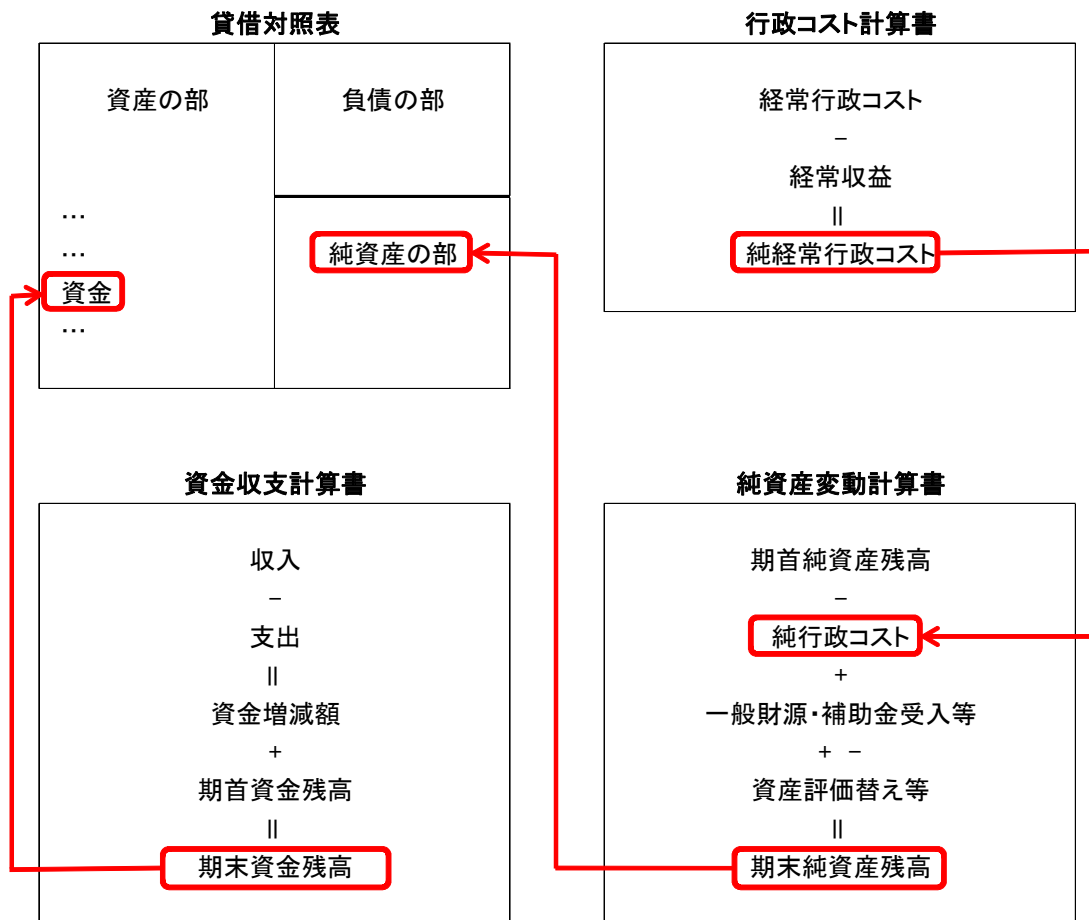 貸借対照表
資産の部
負債の部
…
…
資金
…
純資産の部
行政コスト計算書
経常行政コスト
－
経常収益
||
純経常行政コスト
資金収支計算書
収入
－
支出
||
資金増減額
+
期首資金残高
||
期末資金残高
純資産変動計算書
期首純資産残高
－
純行政コスト
+
一般財源・補助金受入等
+ －
資産評価替え等
||
期末純資産残高